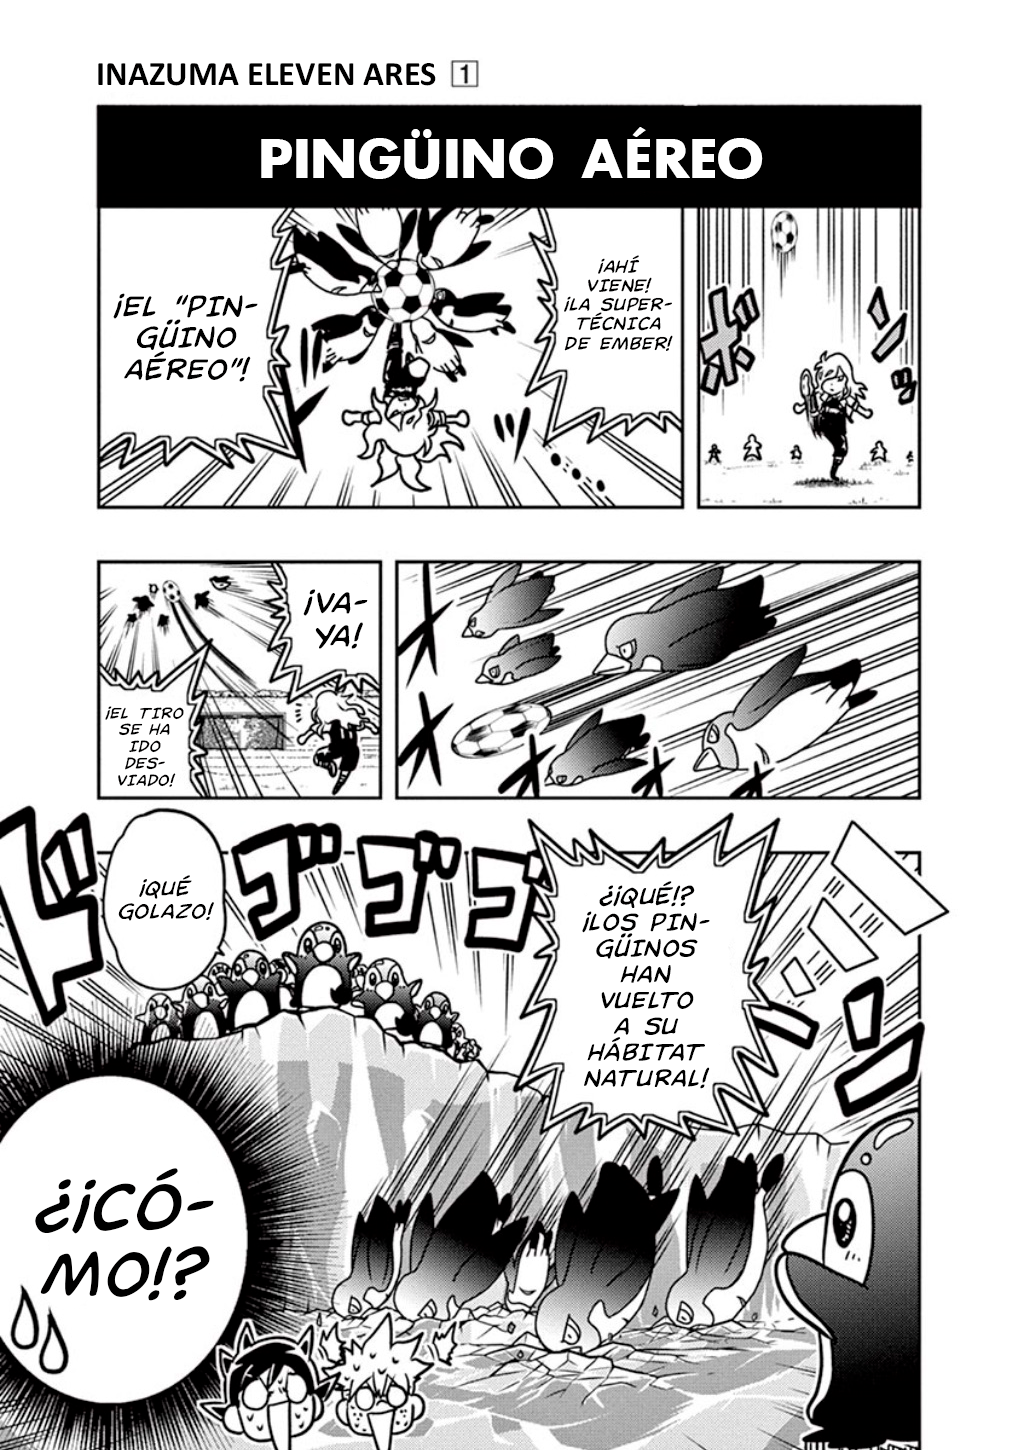 INAZUMA ELEVEN ARES 1
PINGÜINO AÉREO
¡AHÍ
VIENE!
¡LA SUPER-
TÉCNICA
DE EMBER!
¡EL "PIN-
GÜINO
AÉREO"!
ボ
ッ
¡VA-
YA!
¡EL TIRO
SE HA
IDO
DES-
VIADO!
ドゴゴゴ
¡QUÉ
GOLAZO!
¿¡QUÉ!?
¡LOS PIN-
GÜINOS
HAN
VUELTO
A SU
HÁBITAT
NATURAL!
¿¡CÓ-
MO!?